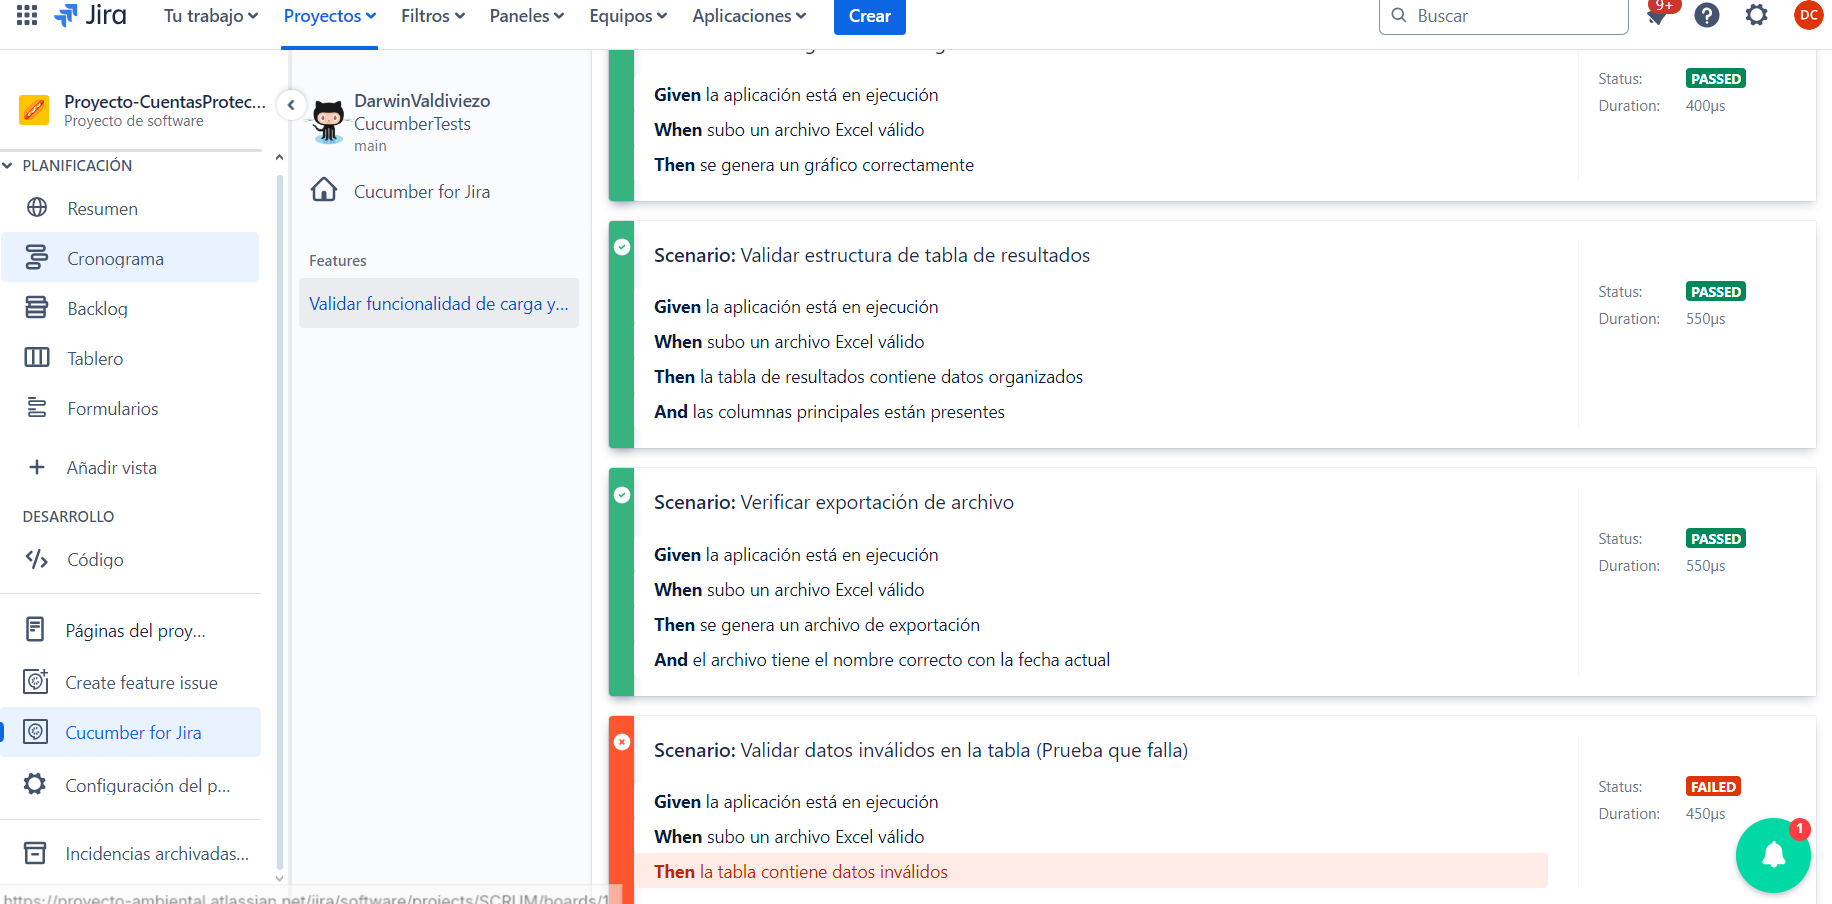 Jira
Tu trabajo
Proyectos
Filtros
Paneles
Equipos
Aplicaciones
Crear
Buscar
9+
DC
Proyecto-CuentasProtec...
Proyecto de software
PLANIFICACIÓN
Resumen
Cronograma
Backlog
Tablero
Formularios
Añadir vista
DESARROLLO
Código
Páginas del proy...
Create feature issue
Cucumber for Jira
Configuración del p...
Incidencias archivadas...
https://proyecto-ambiental.atlassian.net/jira/software/projects/SCRUM/boards/1
DarwinValdiviezo
CucumberTests
main
Cucumber for Jira
Features
Validar funcionalidad de carga y...
Given la aplicación está en ejecución
When subo un archivo Excel válido
Then se genera un gráfico correctamente
Status: PASSED
Duration: 400µs
Scenario: Validar estructura de tabla de resultados
Given la aplicación está en ejecución
When subo un archivo Excel válido
Then la tabla de resultados contiene datos organizados
And las columnas principales están presentes
Status: PASSED
Duration: 550µs
Scenario: Verificar exportación de archivo
Given la aplicación está en ejecución
When subo un archivo Excel válido
Then se genera un archivo de exportación
And el archivo tiene el nombre correcto con la fecha actual
Status: PASSED
Duration: 550µs
Scenario: Validar datos inválidos en la tabla (Prueba que falla)
Given la aplicación está en ejecución
When subo un archivo Excel válido
Then la tabla contiene datos inválidos
Status: FAILED
Duration: 450µs
1